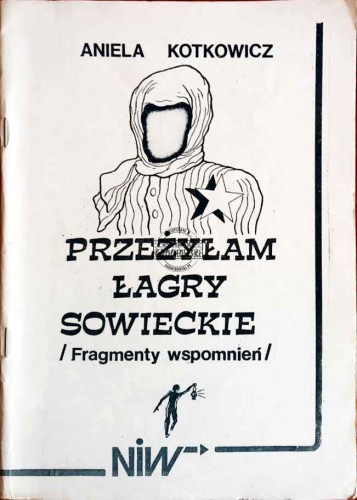 ANIELA KOTKOWICZ
PRZEŻYŁAM
ŁAGRY
SOWIECKIE
/Fragmenty wspomnień/
NiW